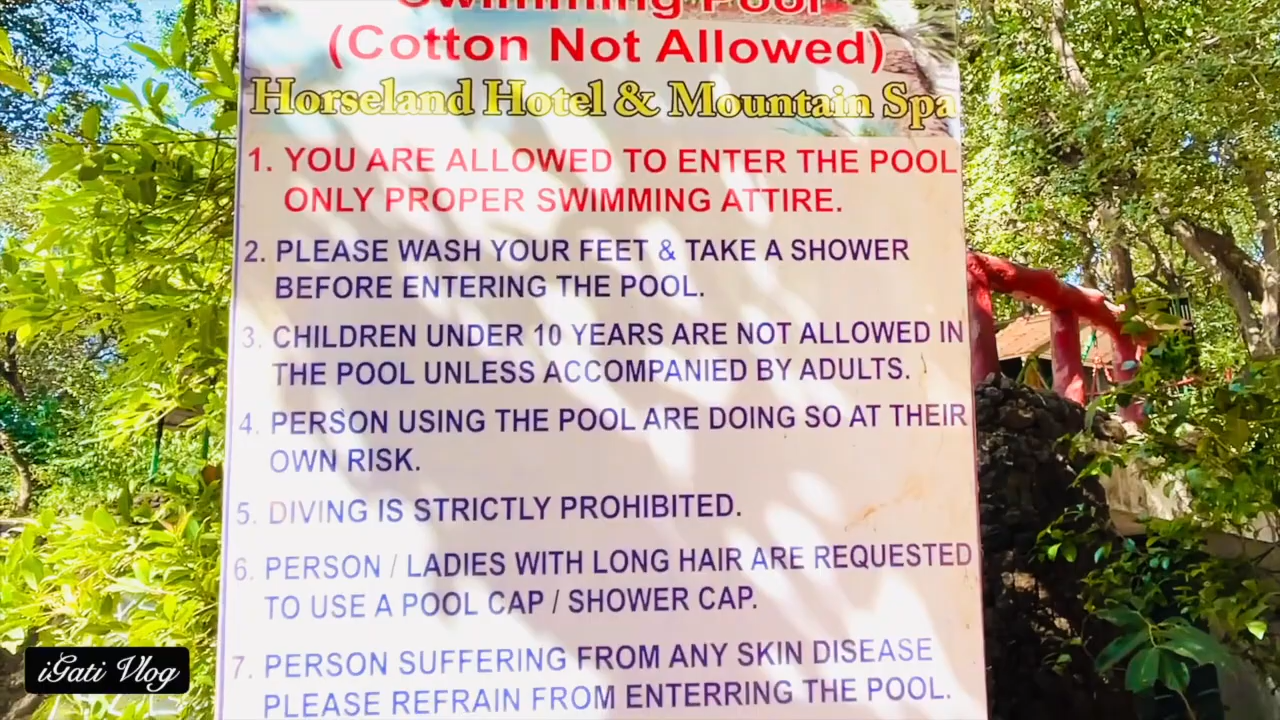 Swimming Pool
(Cotton Not Allowed)
Horseland Hotel & Mountain Spa
1. YOU ARE ALLOWED TO ENTER THE POOL
ONLY PROPER SWIMMING ATTIRE.
2. PLEASE WASH YOUR FEET & TAKE A SHOWER
BEFORE ENTERING THE POOL.
3. CHILDREN UNDER 10 YEARS ARE NOT ALLOWED IN
THE POOL UNLESS ACCOMPANIED BY ADULTS.
4. PERSON USING THE POOL ARE DOING SO AT THEIR
OWN RISK.
5. DIVING IS STRICTLY PROHIBITED.
6. PERSON / LADIES WITH LONG HAIR ARE REQUESTED
TO USE A POOL CAP / SHOWER CAP.
7. PERSON SUFFERING FROM ANY SKIN DISEASE
PLEASE REFRAIN FROM ENTERRING THE POOL.
iGati Vlog